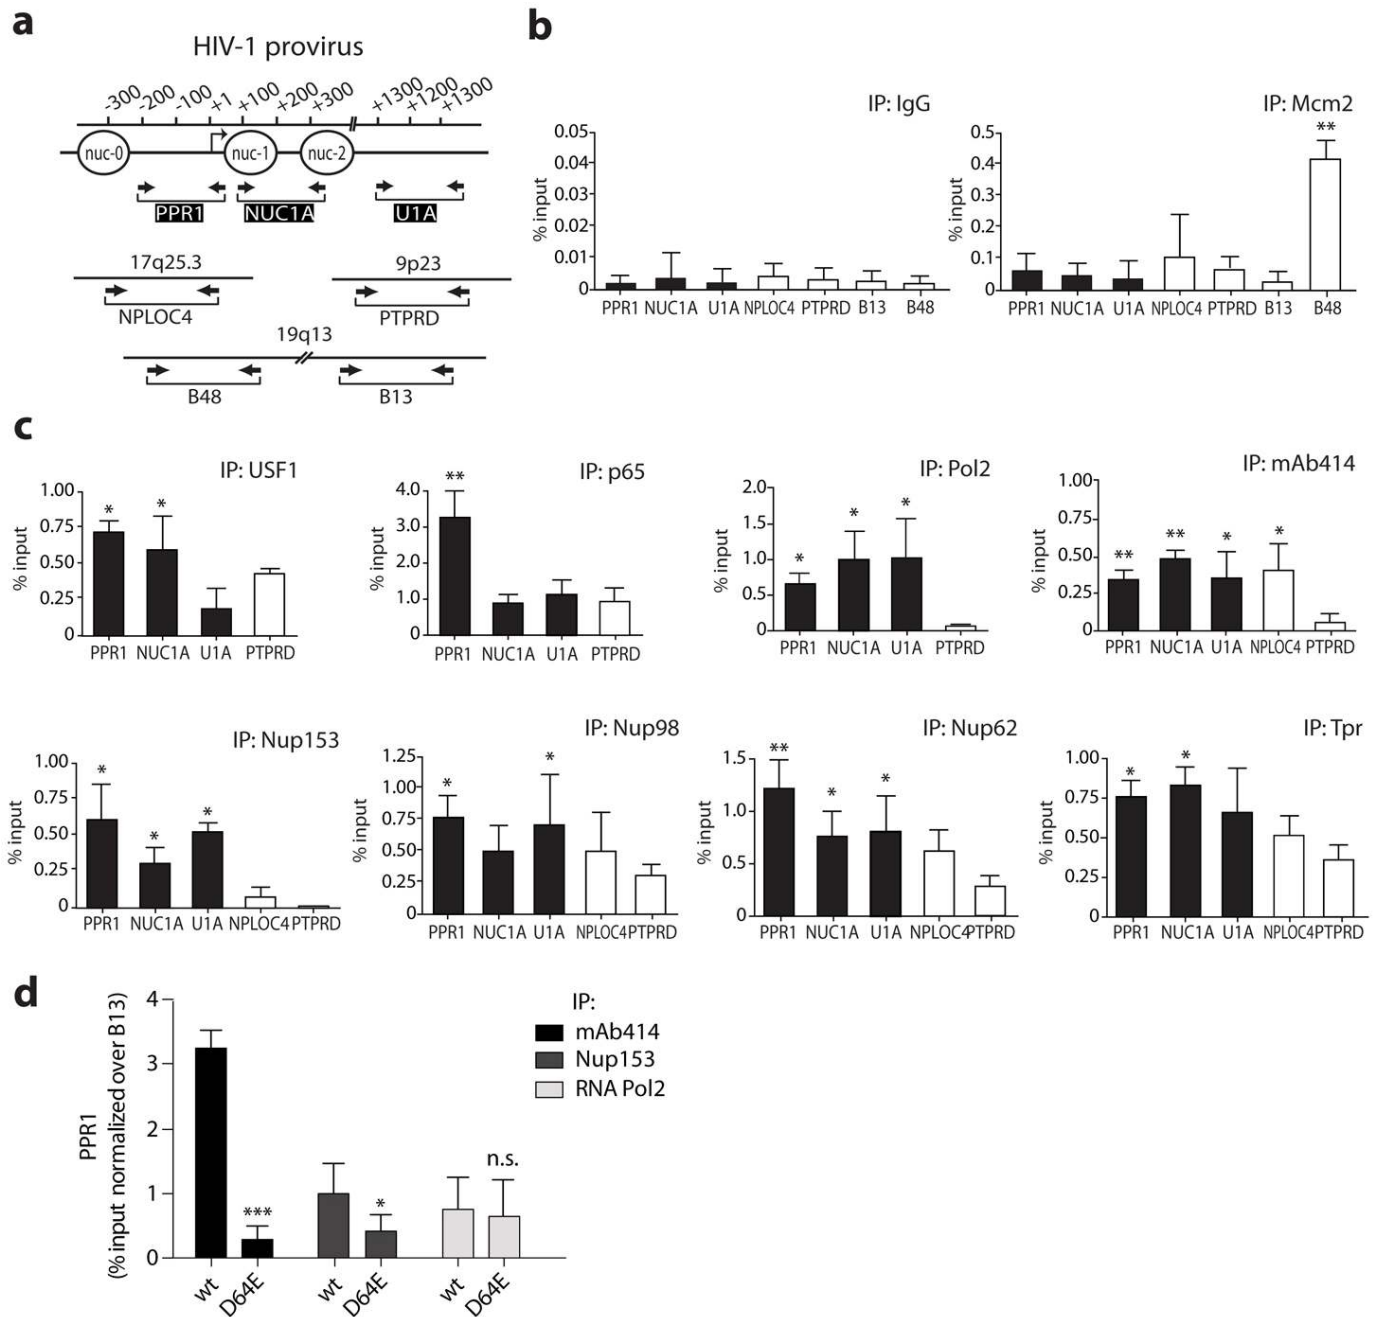 a
HIV-1 provirus
-300 -200 -100 +1 +100 +200 +300 +1300 +1200 +1300
nuc-0 nuc-1 nuc-2
PPR1 NUC1A U1A
17q25.3 9p23
NPLOC4 PTPRD
19q13
B48 B13
b
IP: IgG
% input
0.05
0.04
0.03
0.02
0.01
0
PPR1 NUC1A U1A NPLOC4 PTPRD B13 B48
IP: Mcm2
% input
0.5
0.4
0.3
0.2
0.1
0
**
PPR1 NUC1A U1A NPLOC4 PTPRD B13 B48
c
IP: USF1
% input
1.00
0.75
0.50
0.25
0
* *
PPR1 NUC1A U1A PTPRD
IP: p65
% input
4.0
3.0
2.0
1.0
0
**
PPR1 NUC1A U1A PTPRD
IP: Pol2
% input
2.0
1.5
1.0
0.5
0
* * *
PPR1 NUC1A U1A PTPRD
IP: mAb414
% input
1.00
0.75
0.50
0.25
0
** ** * *
PPR1 NUC1A U1A NPLOC4 PTPRD
IP: Nup153
% input
1.00
0.75
0.50
0.25
0
* * *
PPR1 NUC1A U1A NPLOC4 PTPRD
IP: Nup98
% input
1.25
1.00
0.75
0.50
0.25
0
* *
PPR1 NUC1A U1A NPLOC4 PTPRD
IP: Nup62
% input
1.5
1.0
0.5
0
** * *
PPR1 NUC1A U1A NPLOC4 PTPRD
IP: Tpr
% input
1.00
0.75
0.50
0.25
0
* *
PPR1 NUC1A U1A NPLOC4 PTPRD
d
PPR1
(% input normalized over B13)
4
3
2
1
0
*** * n.s.
wt D64E wt D64E wt D64E
IP:
mAb414
Nup153
RNA Pol2